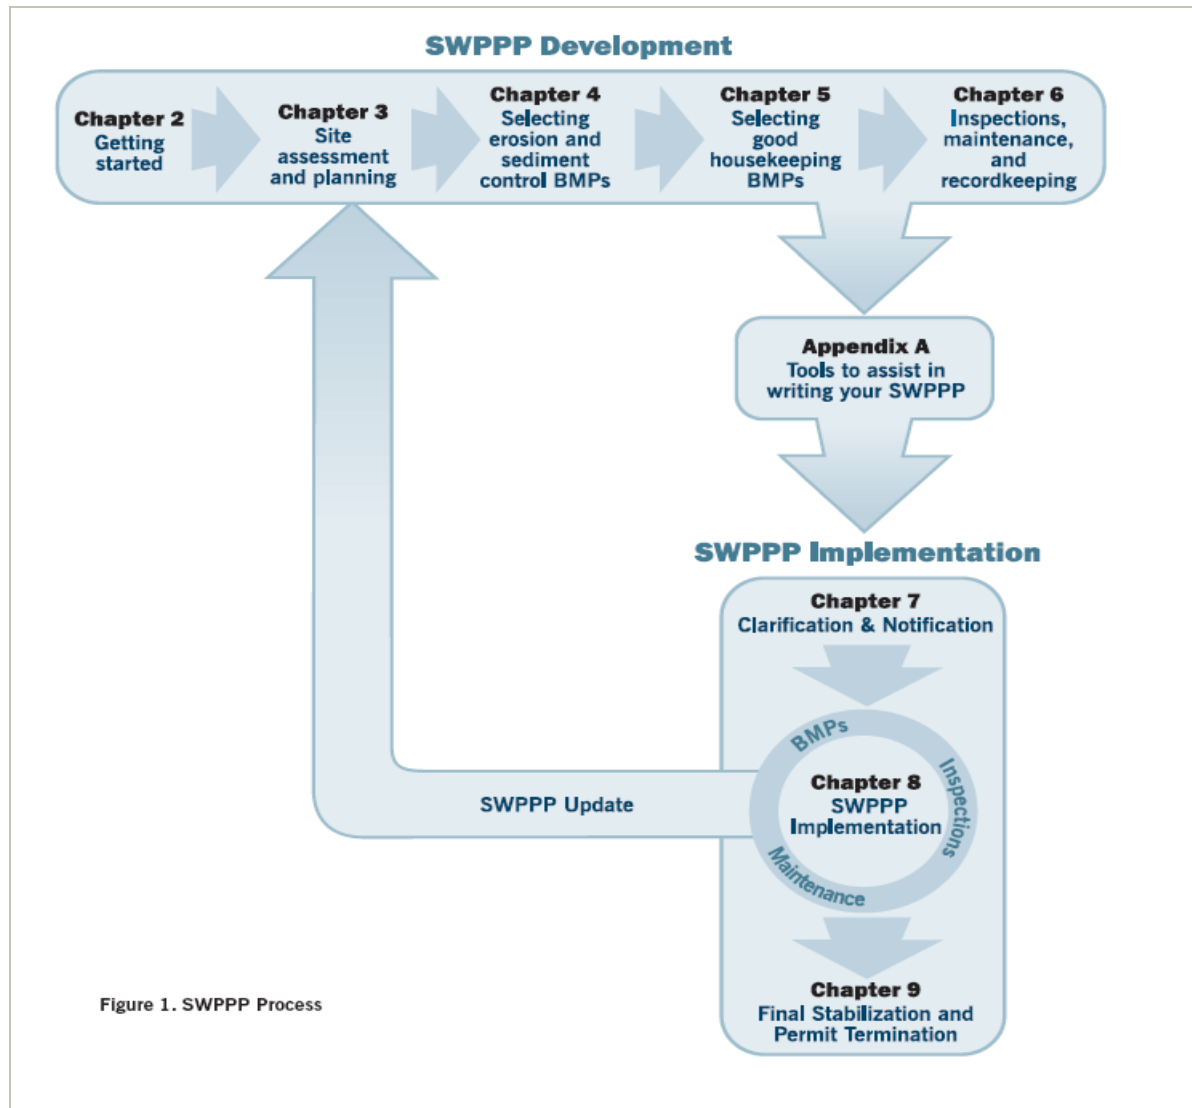 SWPPP Development
Chapter 2
Getting
started
Chapter 3
Site
assessment
and planning
Chapter 4
Selecting
erosion and
sediment
control BMPs
Chapter 5
Selecting
good
housekeeping
BMPs
Chapter 6
Inspections,
maintenance,
and
recordkeeping
Appendix A
Tools to assist in
writing your SWPPP
SWPPP Implementation
Chapter 7
Clarification & Notification
BMPs
Inspections
Maintenance
Chapter 8
SWPPP
Implementation
SWPPP Update
Chapter 9
Final Stabilization and
Permit Termination
Figure 1. SWPPP Process